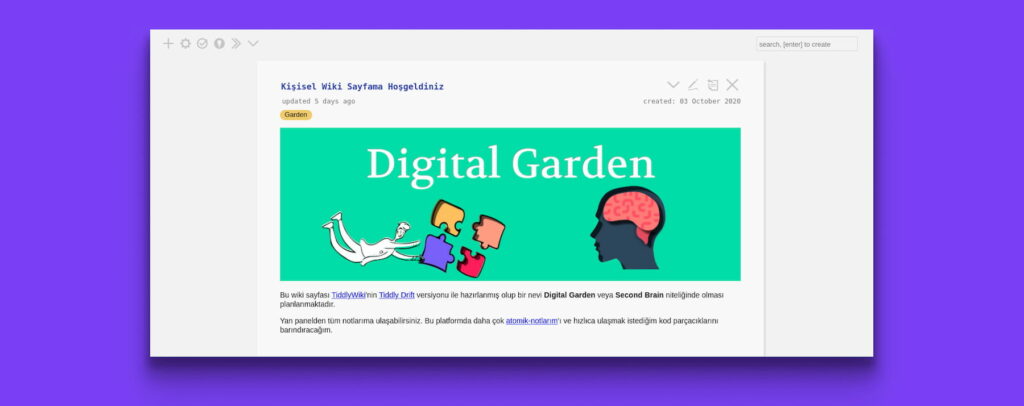 search, [enter] to create
Kişisel Wiki Sayfama Hoşgeldiniz
updated 5 days ago
created: 03 October 2020
Garden
Digital Garden
Bu wiki sayfası TiddlyWiki'nin Tiddly Drift versiyonu ile hazırlanmış olup bir nevi Digital Garden veya Second Brain niteliğinde olması
planlanmaktadır.
Yan panelden tüm notlarıma ulaşabilirsiniz. Bu platformda daha çok atomik-notlarım'ı ve hızlıca ulaşmak istediğim kod parçacıklarını
barındıracağım.